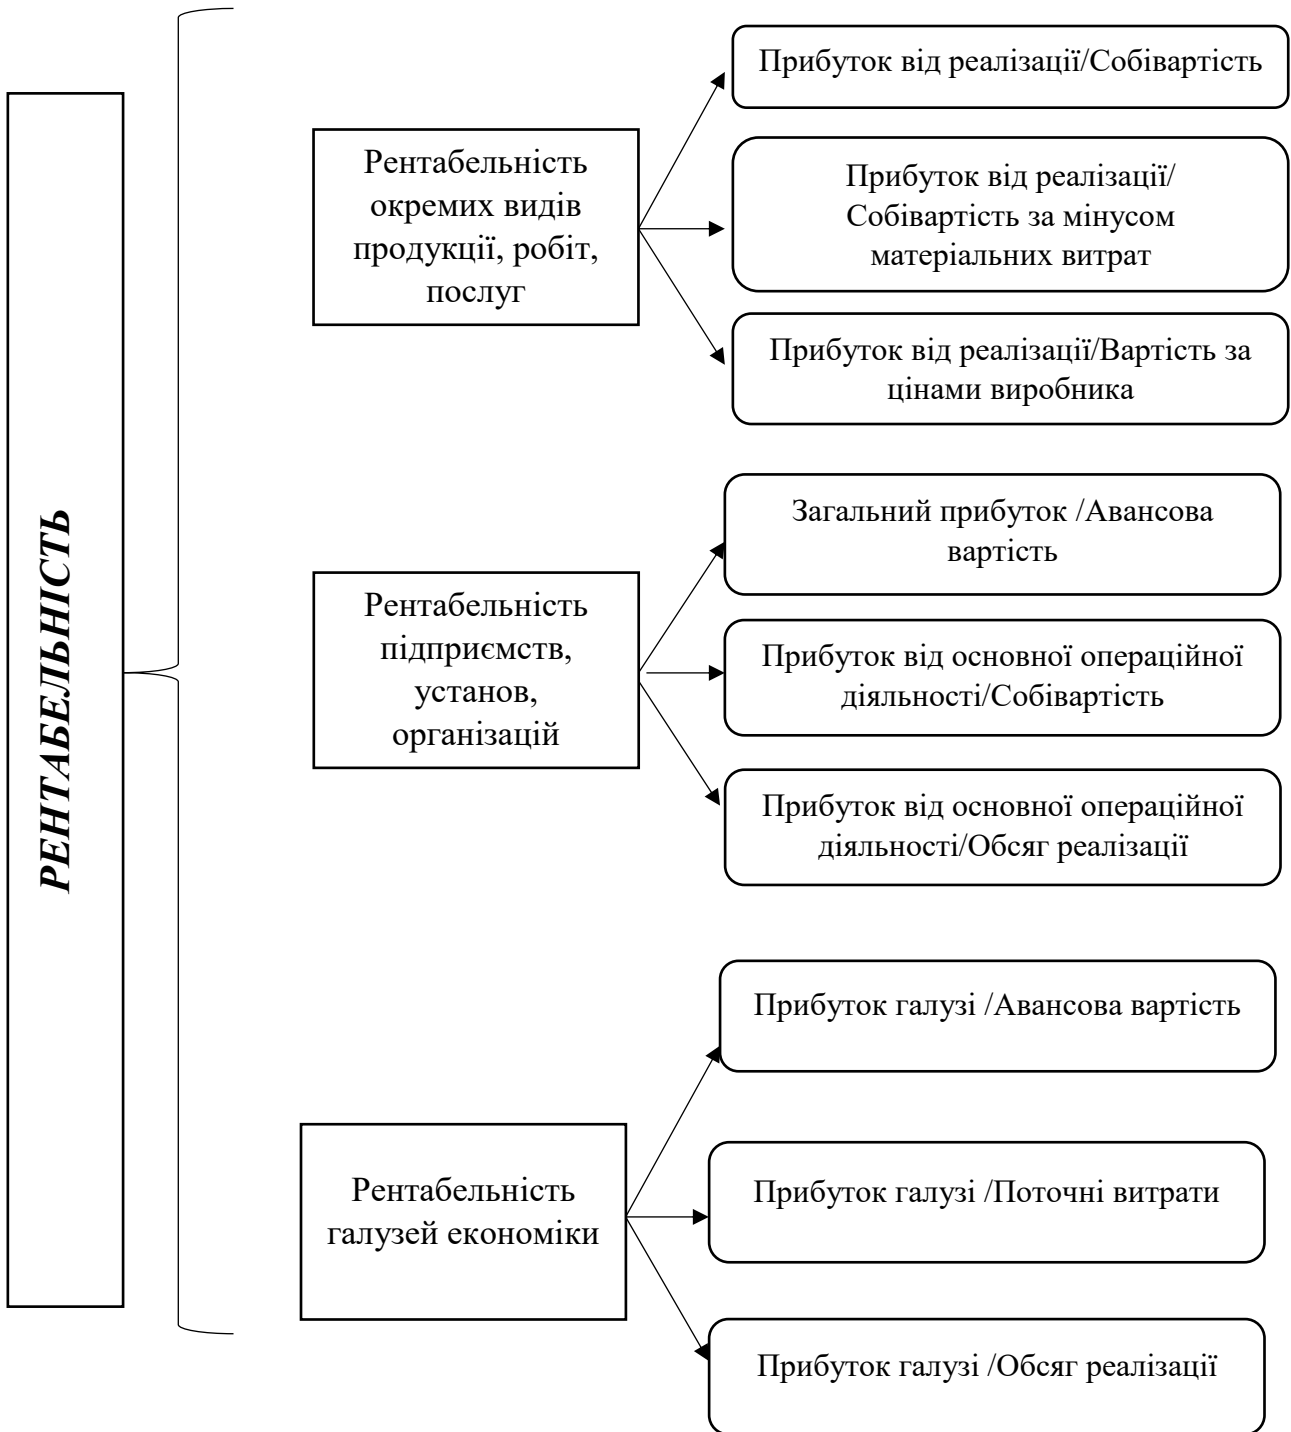 РЕНТАБЕЛЬНІСТЬ
Рентабельність
окремих видів
продукції, робіт,
послуг
Прибуток від реалізації/Собівартість
Прибуток від реалізації/
Собівартість за мінусом
матеріальних витрат
Прибуток від реалізації/Вартість за
цінами виробника
Рентабельність
підприємств,
установ,
організацій
Загальний прибуток /Авансова
вартість
Прибуток від основної операційної
діяльності/Собівартість
Прибуток від основної операційної
діяльності/Обсяг реалізації
Рентабельність
галузей економіки
Прибуток галузі /Авансова вартість
Прибуток галузі /Поточні витрати
Прибуток галузі /Обсяг реалізації